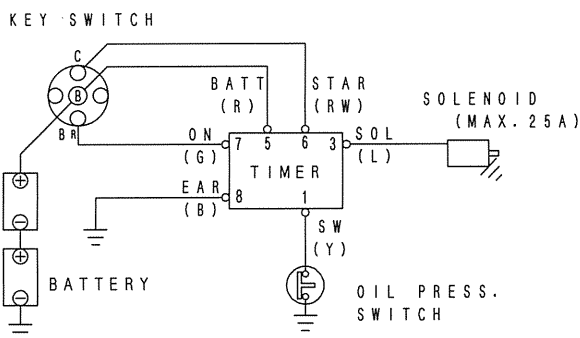 KEY SWITCH
C
B
BR
BATT
(R)
STAR
(RW)
SOLENOID
(MAX. 25A)
ON
(G)
7
5
6
3
SOL
(L)
TIMER
EAR
(B)
8
1
SW
(Y)
BATTERY
OIL PRESS.
SWITCH